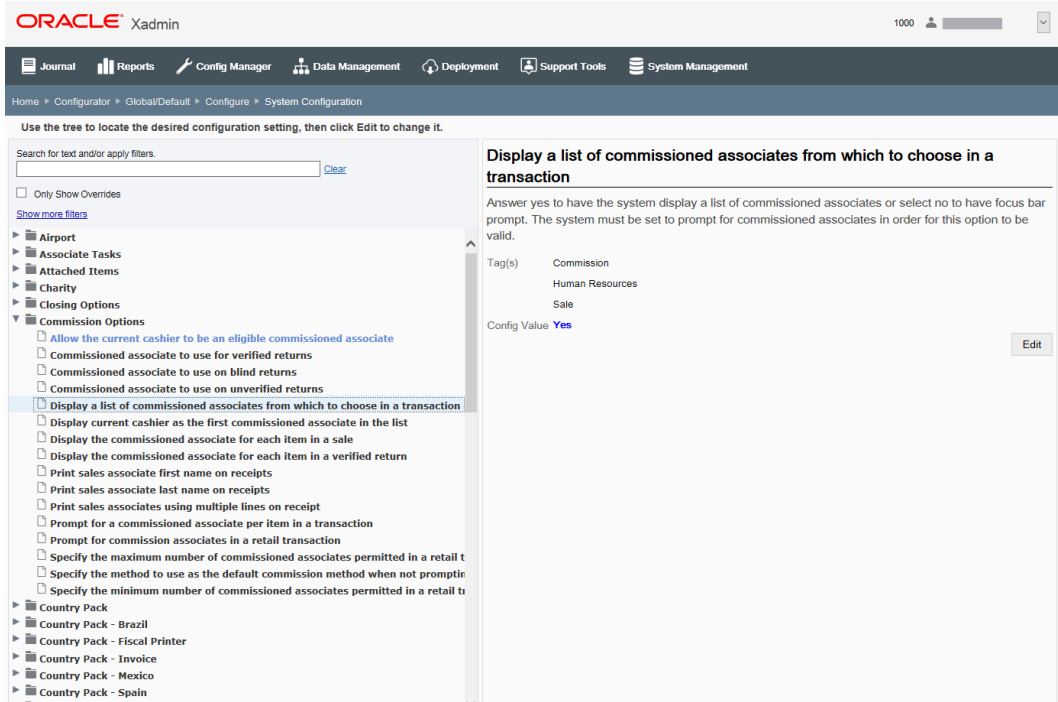 ORACLE® Xadmin
1000
Journal Reports Config Manager Data Management Deployment Support Tools System Management
Home Configurator Global/Default Configure System Configuration
Use the tree to locate the desired configuration setting, then click Edit to change it.
Search for text and/or apply filters.
Clear
Only Show Overrides
Show more filters
Airport
Associate Tasks
Attached Items
Charity
Closing Options
Commission Options
Allow the current cashier to be an eligible commissioned associate
Commissioned associate to use for verified returns
Commissioned associate to use on blind returns
Commissioned associate to use on unverified returns
Display a list of commissioned associates from which to choose in a transaction
Display current cashier as the first commissioned associate in the list
Display the commissioned associate for each item in a sale
Display the commissioned associate for each item in a verified return
Print sales associate first name on receipts
Print sales associate last name on receipts
Print sales associates using multiple lines on receipt
Prompt for a commissioned associate per item in a transaction
Prompt for commission associates in a retail transaction
Specify the maximum number of commissioned associates permitted in a retail t
Specify the method to use as the default commission method when not promptin
Specify the minimum number of commissioned associates permitted in a retail tr
Country Pack
Country Pack - Brazil
Country Pack - Fiscal Printer
Country Pack - Invoice
Country Pack - Mexico
Country Pack - Spain
Display a list of commissioned associates from which to choose in a
transaction
Answer yes to have the system display a list of commissioned associates or select no to have focus bar
prompt. The system must be set to prompt for commissioned associates in order for this option to be
valid.
Tag(s) Commission
Human Resources
Sale
Config Value Yes
Edit